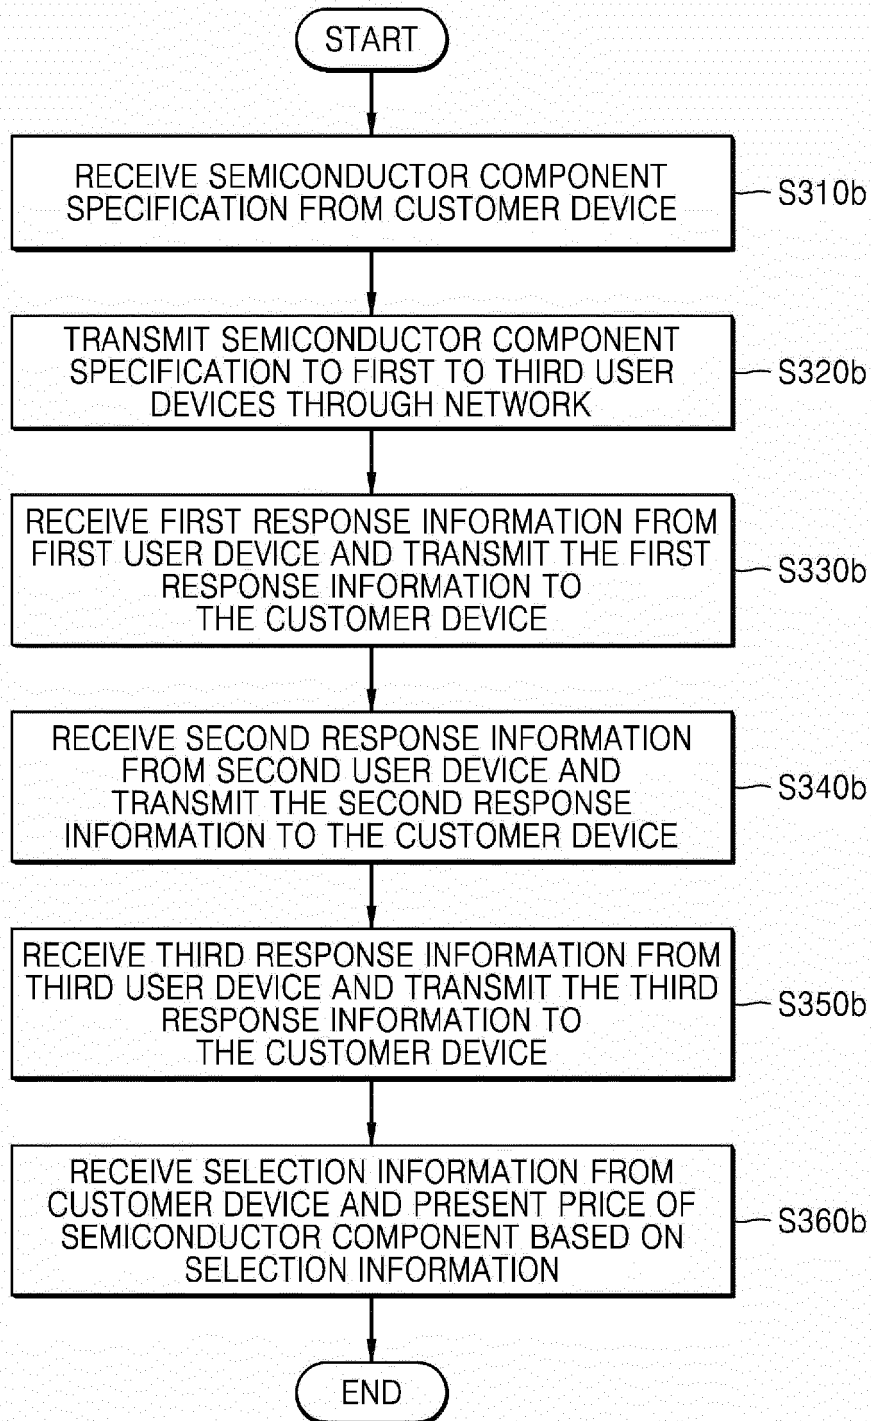 START
RECEIVE SEMICONDUCTOR COMPONENT
SPECIFICATION FROM CUSTOMER DEVICE
S310b
TRANSMIT SEMICONDUCTOR COMPONENT
SPECIFICATION TO FIRST TO THIRD USER
DEVICES THROUGH NETWORK
S320b
RECEIVE FIRST RESPONSE INFORMATION FROM
FIRST USER DEVICE AND TRANSMIT THE FIRST
RESPONSE INFORMATION TO
THE CUSTOMER DEVICE
S330b
RECEIVE SECOND RESPONSE INFORMATION
FROM SECOND USER DEVICE AND
TRANSMIT THE SECOND RESPONSE
INFORMATION TO THE CUSTOMER DEVICE
S340b
RECEIVE THIRD RESPONSE INFORMATION FROM
THIRD USER DEVICE AND TRANSMIT THE THIRD
RESPONSE INFORMATION TO
THE CUSTOMER DEVICE
S350b
RECEIVE SELECTION INFORMATION FROM
CUSTOMER DEVICE AND PRESENT PRICE OF
SEMICONDUCTOR COMPONENT BASED ON
SELECTION INFORMATION
S360b
END